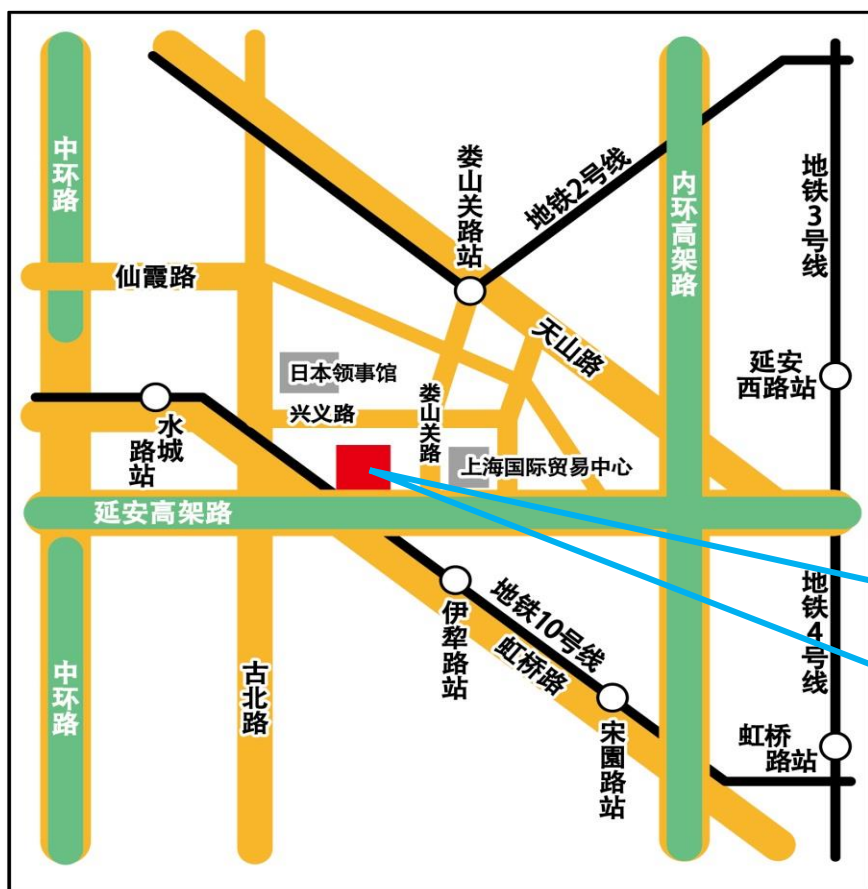 中环路
娄山关路站
地铁2号线
内环高架路
地铁3号线
仙霞路
天山路
日本领事馆
延安
西路站
兴义路
娄山关路
水城
路站
上海国际贸易中心
延安高架路
地铁10号线
地铁4号线
伊犁路站
虹桥路
中环路
古北路
宋園路站
虹桥
路站